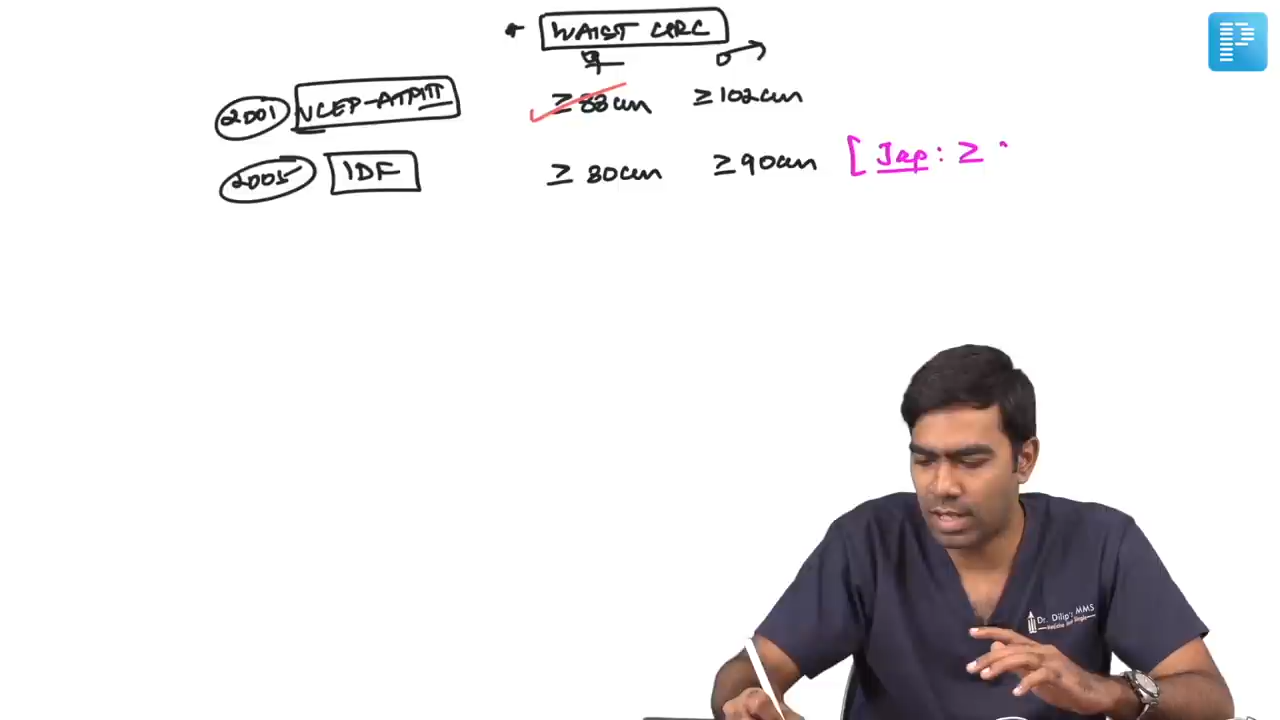 WAIST CIRC
♀ ♂
2001 NCEP-ATPIII ≥ 88cm ≥ 102cm
2005 IDF ≥ 80cm ≥ 90cm [Jap: ≥
Dr. Dilip's MMS